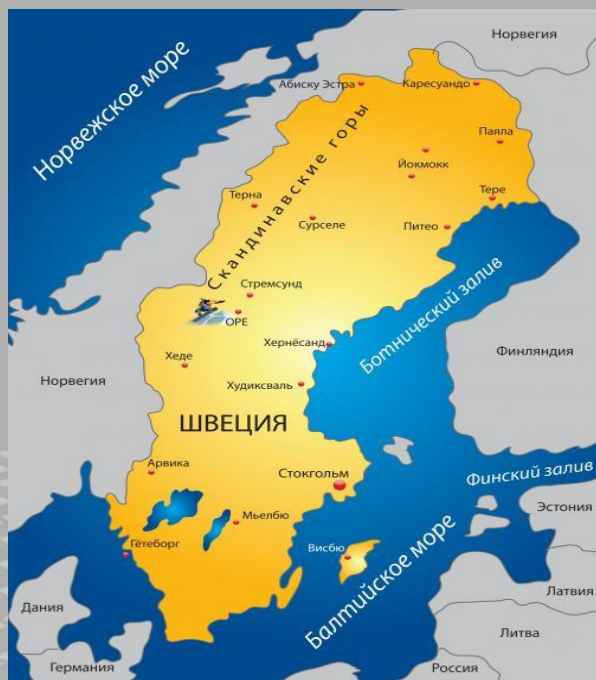 Норвегия
Норвежское море
Абиску Эстра
Каресуандо
Скандинавские горы
Паяла
Йокмокк
Терна
Тере
Сурселе
Питео
Стремсунд
ОРЕ
Ботнический залив
Хернёсанд
Финляндия
Хеде
Норвегия
Худиксваль
ШВЕЦИЯ
Арвика
Стокгольм
Финский залив
Эстония
Мьелбю
Гётеборг
Висбю
Балтийское море
Латвия
Дания
Литва
Германия
Россия